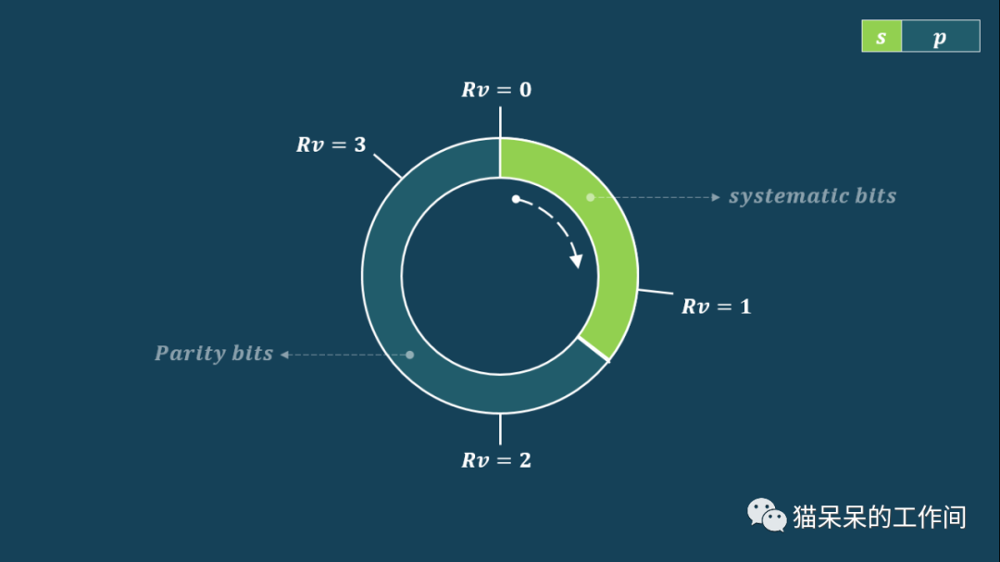 s p
Rv = 0
Rv = 3
systematic bits
Rv = 1
Parity bits
Rv = 2
猫呆呆的工作间